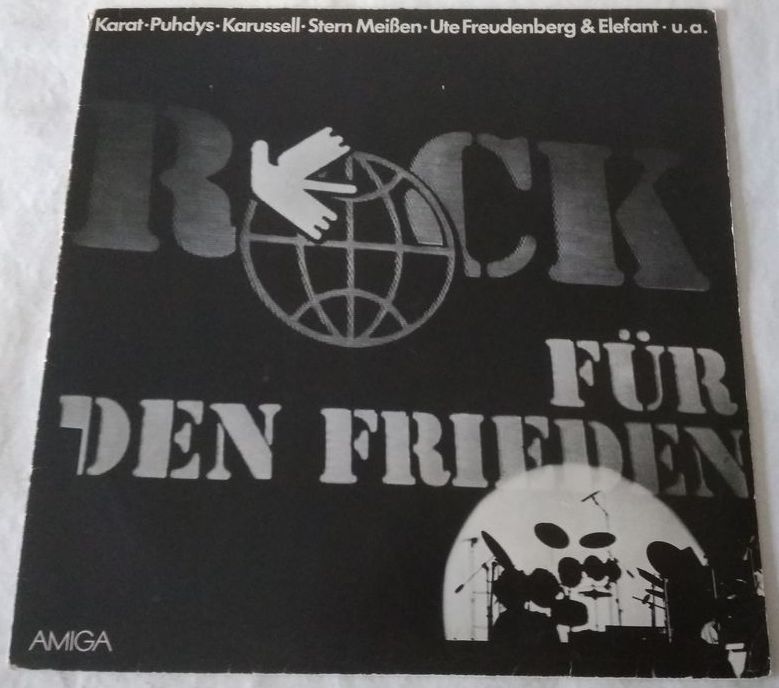 Karat·Puhdys·Karussell·Stern Meißen·Ute Freudenberg & Elefant·u.a.
ROCK
FÜR
DEN FRIEDEN
AMIGA